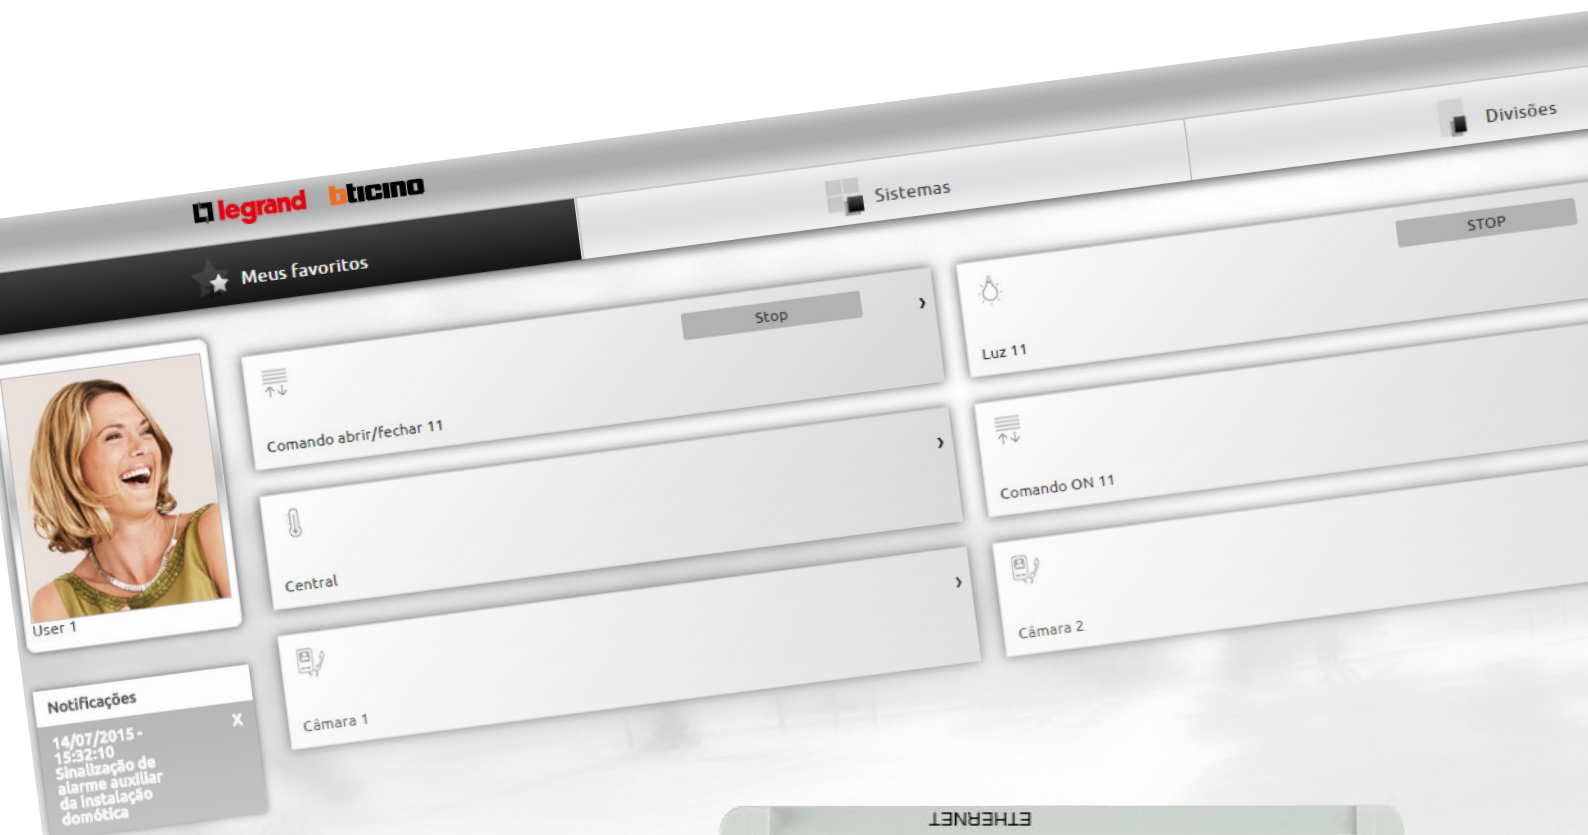 legrand bticino
Meus favoritos
Sistemas
Divisões
Stop
Comando abrir/fechar 11
STOP
Luz 11
Central
Comando ON 11
Câmara 1
Câmara 2
User 1
Notificações
X
14/07/2015 -
15:32:10
Sinalização de
alarme auxiliar
da instalação
domótica
ETHERNET